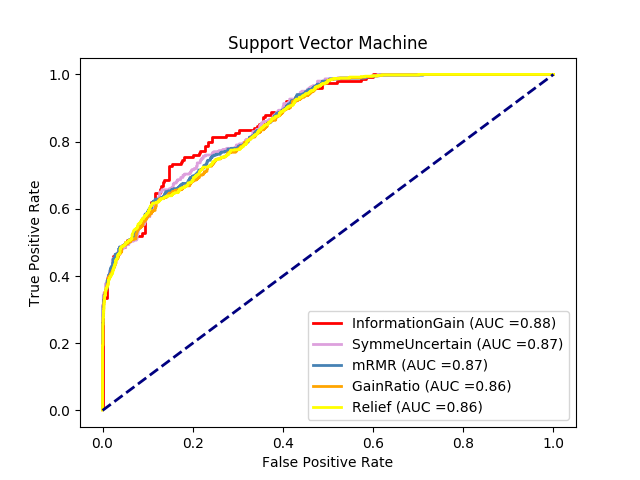 Support Vector Machine
True Positive Rate
1.0
0.8
0.6
0.4
0.2
0.0
InformationGain (AUC =0.88)
SymmeUncertain (AUC =0.87)
mRMR (AUC =0.87)
GainRatio (AUC =0.86)
Relief (AUC =0.86)
0.0 0.2 0.4 0.6 0.8 1.0
False Positive Rate